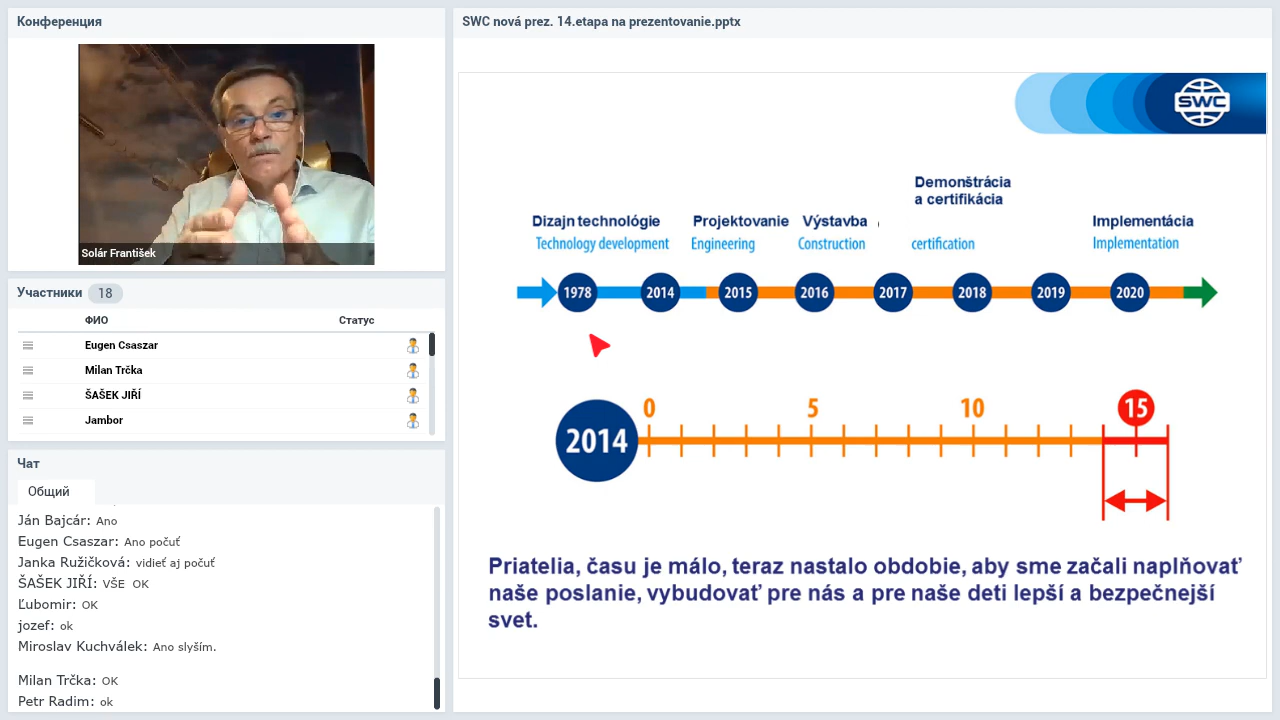 Конференция
Solár František
Участники 18
ФИО Статус
Eugen Csaszar
Milan Trčka
ŠAŠEK JIŘÍ
Jambor
Чат
Общий
Ján Bajcár: Ano
Eugen Csaszar: Ano počuť
Janka Ružičková: vidieť aj počuť
ŠAŠEK JIŘÍ: VŠE OK
Ľubomir: OK
jozef: ok
Miroslav Kuchválek: Ano slyším.
Milan Trčka: OK
Petr Radim: ok
SWC nová prez. 14.etapa na prezentovanie.pptx
SWC
Demonštrácia
a certifikácia
Dizajn technológie Projektovanie Výstavba Implementácia
Technology development Engineering Construction certification Implementation
1978 2014 2015 2016 2017 2018 2019 2020
0 5 10 15
2014
Priatelia, času je málo, teraz nastalo obdobie, aby sme začali naplňovať
naše poslanie, vybudovať pre nás a pre naše deti lepší a bezpečnejší
svet.